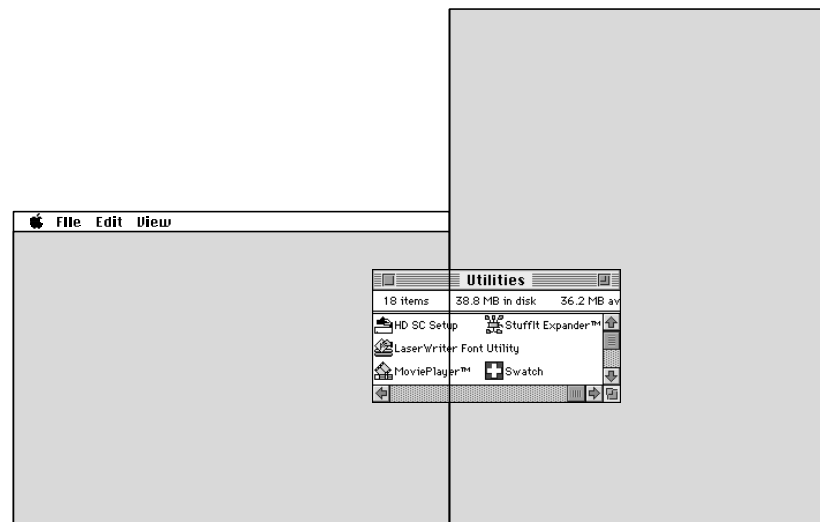 File Edit View
Utilities
18 items 38.8 MB in disk 36.2 MB av
HD SC Setup StuffIt Expander™
LaserWriter Font Utility
MoviePlayer™ Swatch